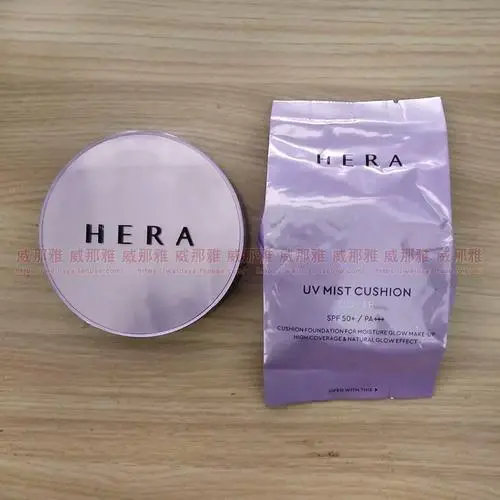 HERA
HERA
威那雅 威那雅 威那雅 威那雅 威那雅 威那雅
UV MIST CUSHION
COVER
SPF 50+ / PA+++
CUSHION FOUNDATION FOR MOISTURE GLOW MAKE-UP
HIGH COVERAGE & NATURAL GLOW EFFECT
OPEN WITH THIS